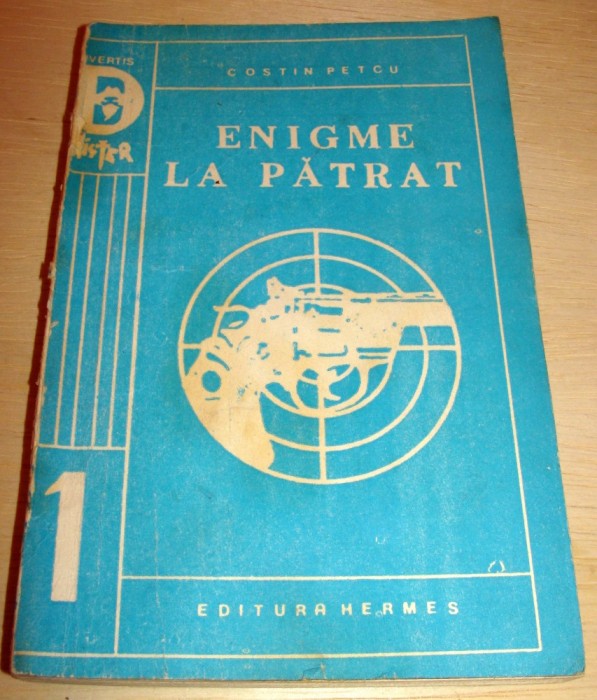 COSTIN PETCU
ENIGME
LA PĂTRAT
1
EDITURA HERMES